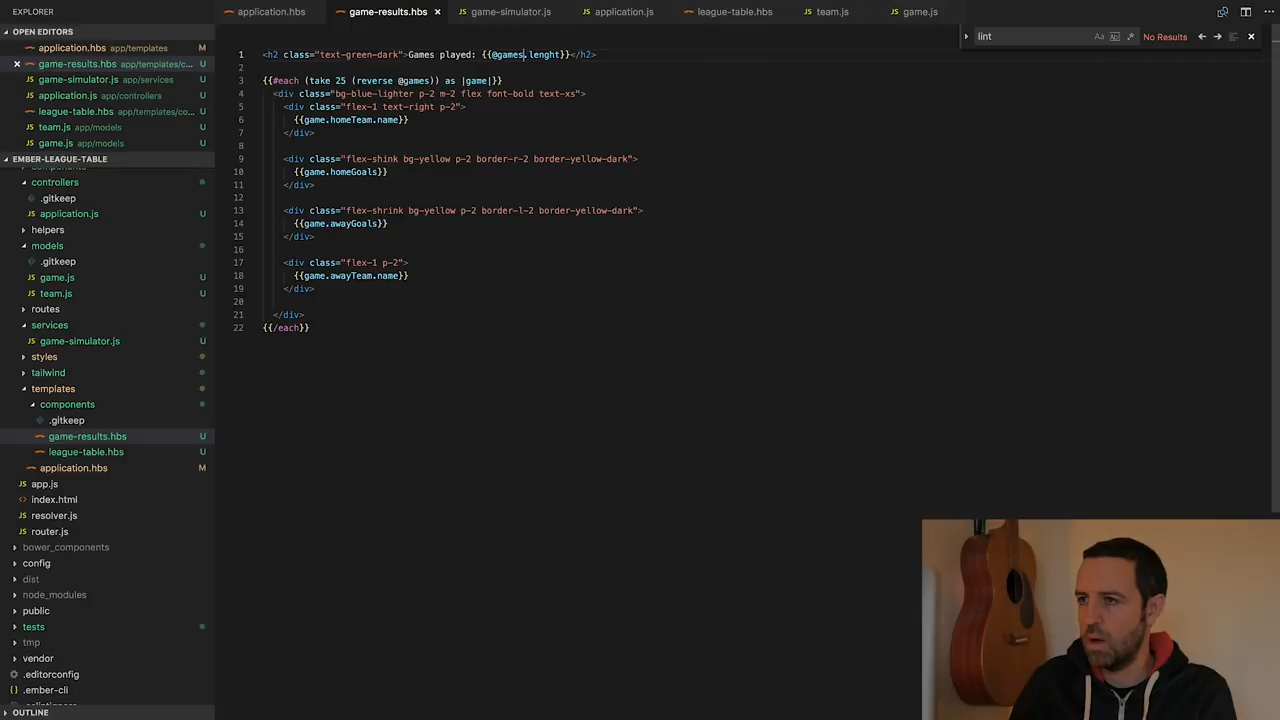 EXPLORER
OPEN EDITORS
application.hbs app/templates M
game-results.hbs app/templates/c... U
game-simulator.js app/services U
application.js app/controllers U
league-table.hbs app/templates/co... U
team.js app/models U
game.js app/models U
EMBER-LEAGUE-TABLE
components
controllers
.gitkeep
application.js U
helpers
models
.gitkeep
game.js U
team.js U
routes
services
game-simulator.js U
styles
tailwind
templates
components
.gitkeep
game-results.hbs U
league-table.hbs U
application.hbs M
app.js
index.html
resolver.js
router.js
bower_components
config
dist
node_modules
public
tests
tmp
vendor
.editorconfig
.ember-cli
OUTLINE
application.hbs game-results.hbs game-simulator.js application.js league-table.hbs team.js game.js
lint Aa Abl No Results
1 <h2 class="text-green-dark">Games played: {{@games.lenght}}</h2>
2
3 {{#each (take 25 (reverse @games)) as |game|}}
4 <div class="bg-blue-lighter p-2 m-2 flex font-bold text-xs">
5 <div class="flex-1 text-right p-2">
6 {{game.homeTeam.name}}
7 </div>
8
9 <div class="flex-shink bg-yellow p-2 border-r-2 border-yellow-dark">
10 {{game.homeGoals}}
11 </div>
12
13 <div class="flex-shrink bg-yellow p-2 border-l-2 border-yellow-dark">
14 {{game.awayGoals}}
15 </div>
16
17 <div class="flex-1 p-2">
18 {{game.awayTeam.name}}
19 </div>
20
21 </div>
22 {{/each}}